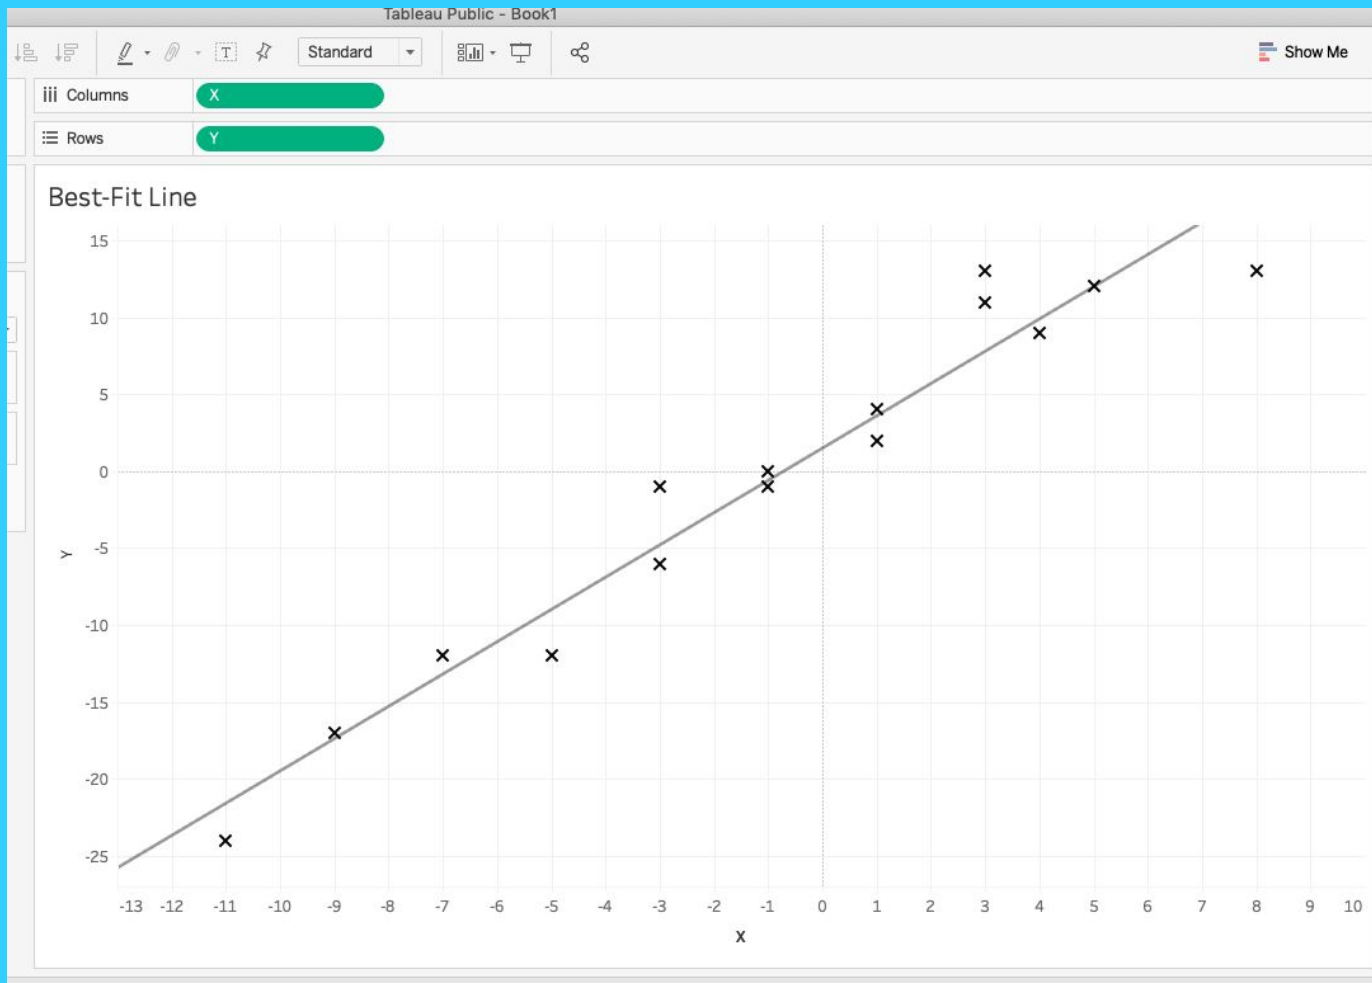 Tableau Public - Book1
T Standard Show Me
Columns X
Rows Y
Best-Fit Line
15
10
5
0
-5
-10
-15
-20
-25
Y
-13 -12 -11 -10 -9 -8 -7 -6 -5 -4 -3 -2 -1 0 1 2 3 4 5 6 7 8 9 10
X